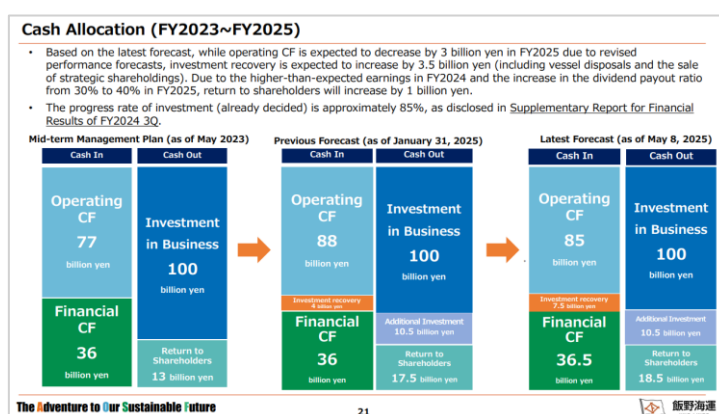 Cash Allocation (FY2023~FY2025)
• Based on the latest forecast, while operating CF is expected to decrease by 3 billion yen in FY2025 due to revised
performance forecasts, investment recovery is expected to increase by 3.5 billion yen (including vessel disposals and the sale
of strategic shareholdings). Due to the higher-than-expected earnings in FY2024 and the increase in the dividend payout ratio
from 30% to 40% in FY2025, return to shareholders will increase by 1 billion yen.
• The progress rate of investment (already decided) is approximately 85%, as disclosed in Supplementary Report for Financial
Results of FY2024 3Q.
Mid-term Management Plan (as of May 2023)
Cash In
Cash Out
Operating
CF
77
billion yen
Financial
CF
36
billion yen
Investment
in Business
100
billion yen
Return to
Shareholders
13 billion yen
Previous Forecast (as of January 31, 2025)
Cash In
Cash Out
Operating
CF
88
billion yen
Investment recovery
4 billion yen
Financial
CF
36
billion yen
Investment
in Business
100
billion yen
Additional Investment
10.5 billion yen
Return to
Shareholders
17.5 billion yen
Latest Forecast (as of May 8, 2025)
Cash In
Cash Out
Operating
CF
85
billion yen
Investment recovery
7.5 billion yen
Financial
CF
36.5
billion yen
Investment
in Business
100
billion yen
Additional Investment
10.5 billion yen
Return to
Shareholders
18.5 billion yen
The Adventure to Our Sustainable Future
21
飯野海運